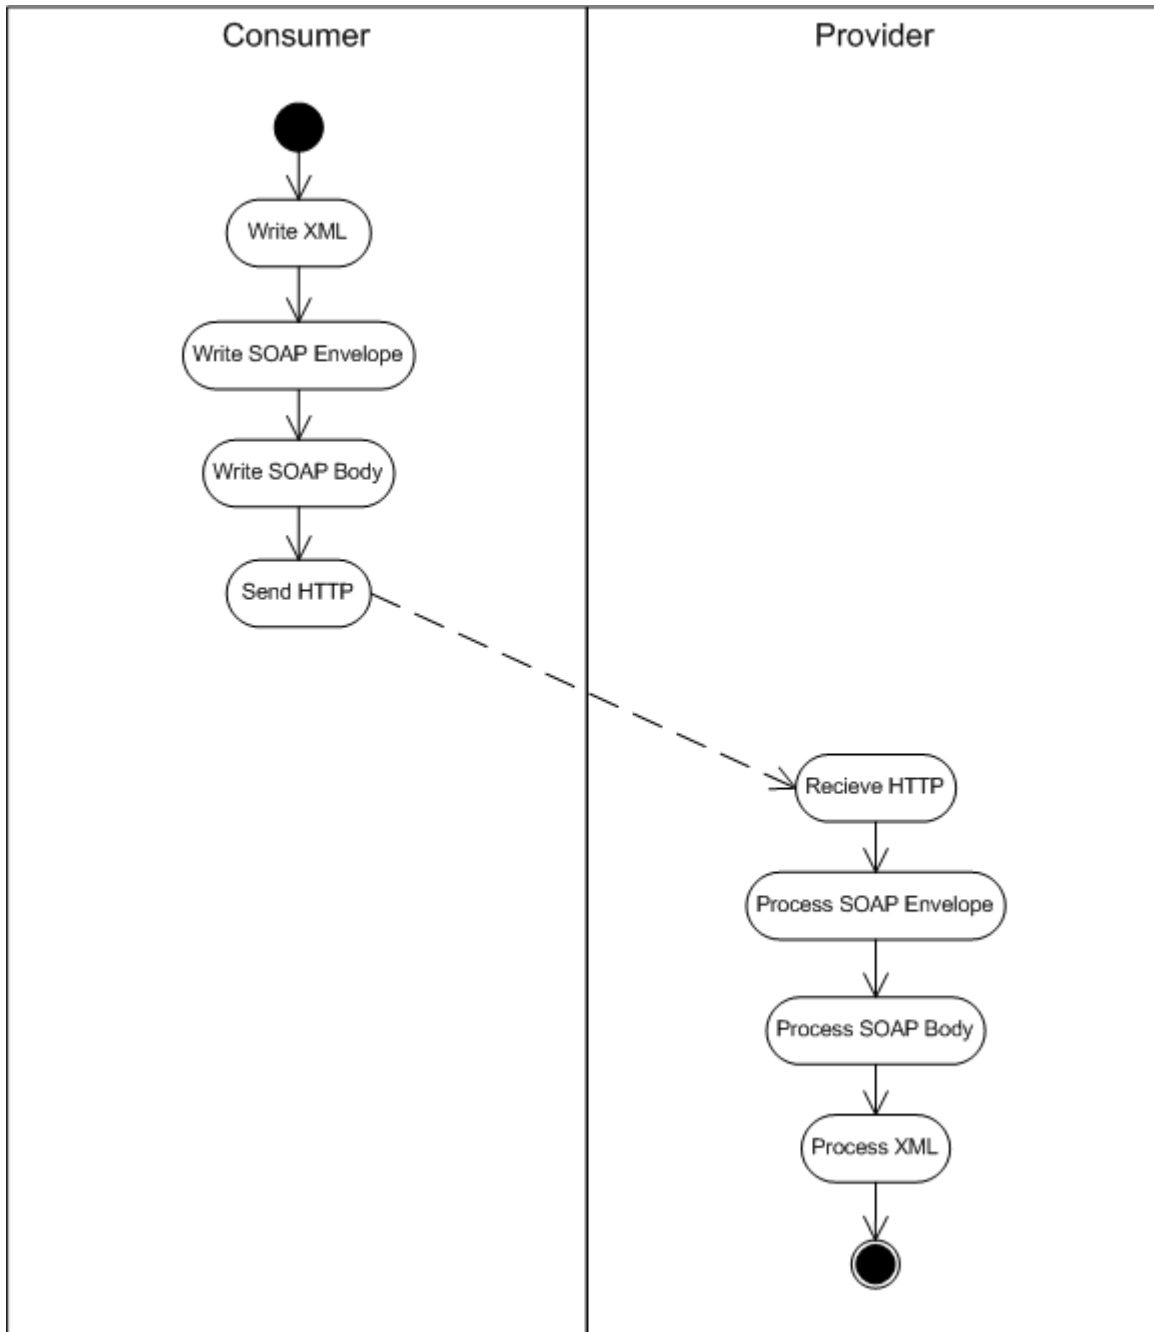 Consumer
Provider
Write XML
Write SOAP Envelope
Write SOAP Body
Send HTTP
Recieve HTTP
Process SOAP Envelope
Process SOAP Body
Process XML